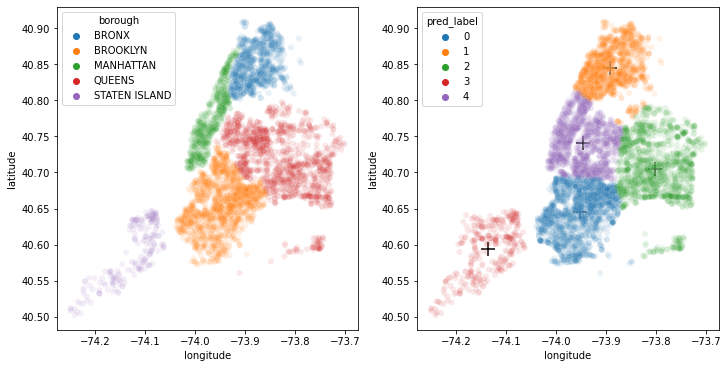 borough
BRONX
BROOKLYN
MANHATTAN
QUEENS
STATEN ISLAND
40.90
40.85
40.80
40.75
40.70
40.65
40.60
40.55
40.50
latitude
−74.2 −74.1 −74.0 −73.9 −73.8 −73.7
longitude
pred_label
0
1
2
3
4
40.90
40.85
40.80
40.75
40.70
40.65
40.60
40.55
40.50
latitude
−74.2 −74.1 −74.0 −73.9 −73.8 −73.7
longitude